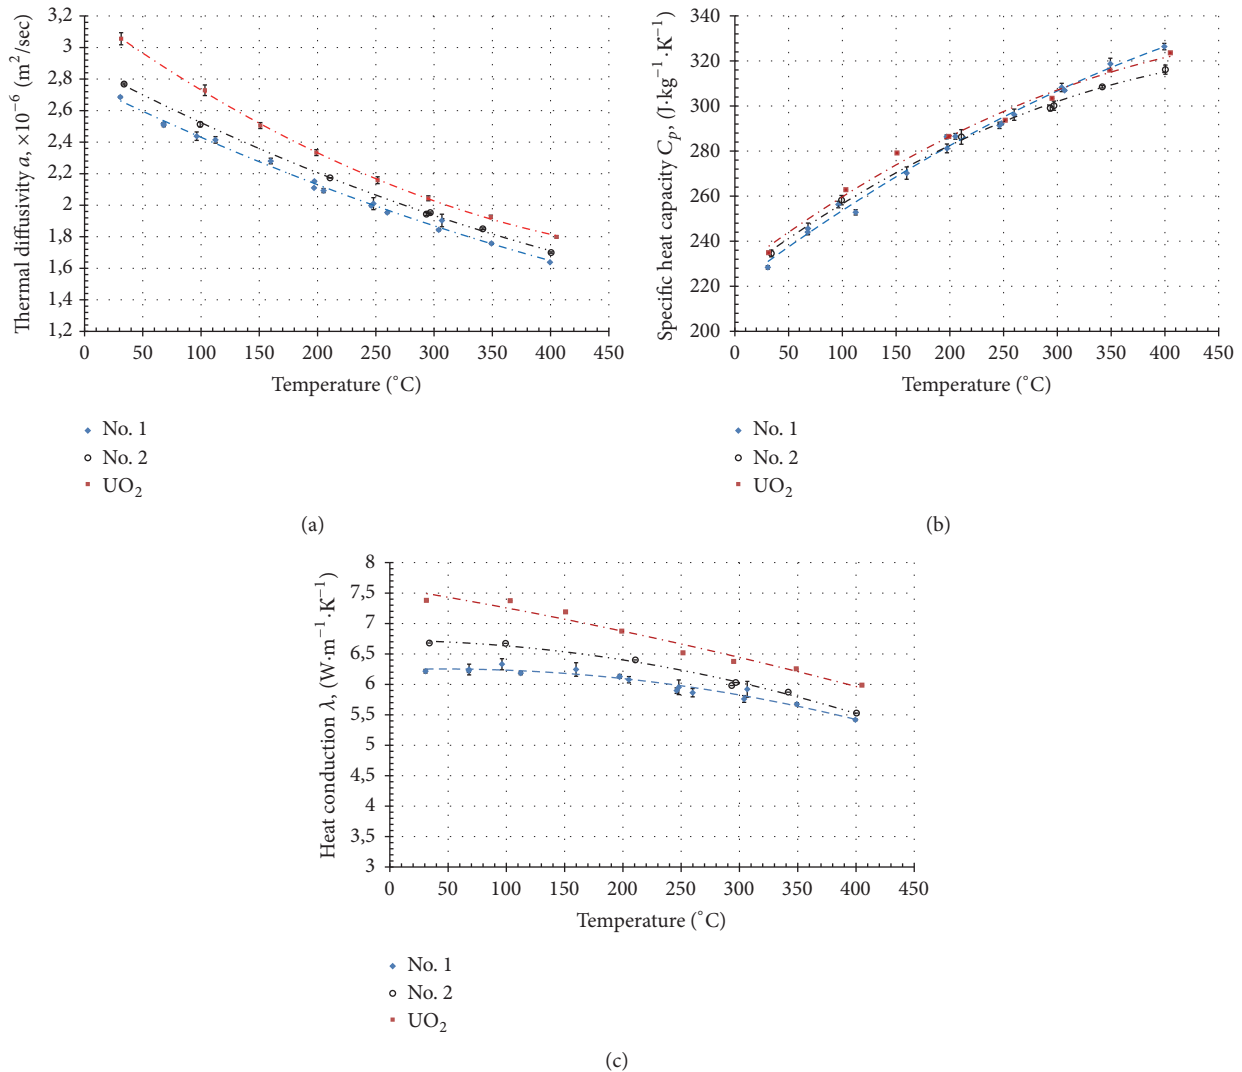 Thermal diffusivity a, ×10⁻⁶ (m²/sec)
3,2
3
2,8
2,6
2,4
2,2
2
1,8
1,6
1,4
1,2
0 50 100 150 200 250 300 350 400 450
Temperature (°C)
No. 1
No. 2
UO₂
(a)
Specific heat capacity Cₚ, (J·kg⁻¹·K⁻¹)
340
320
300
280
260
240
220
200
0 50 100 150 200 250 300 350 400 450
Temperature (°C)
No. 1
No. 2
UO₂
(b)
Heat conduction λ, (W·m⁻¹·K⁻¹)
8
7,5
7
6,5
6
5,5
5
4,5
4
3,5
3
0 50 100 150 200 250 300 350 400 450
Temperature (°C)
No. 1
No. 2
UO₂
(c)